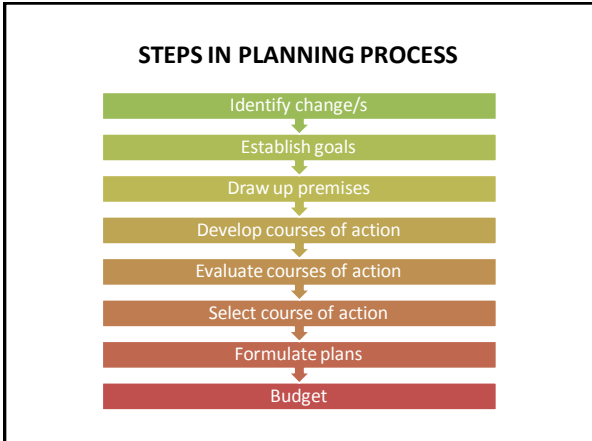 STEPS IN PLANNING PROCESS
Identify change/s
Establish goals
Draw up premises
Develop courses of action
Evaluate courses of action
Select course of action
Formulate plans
Budget